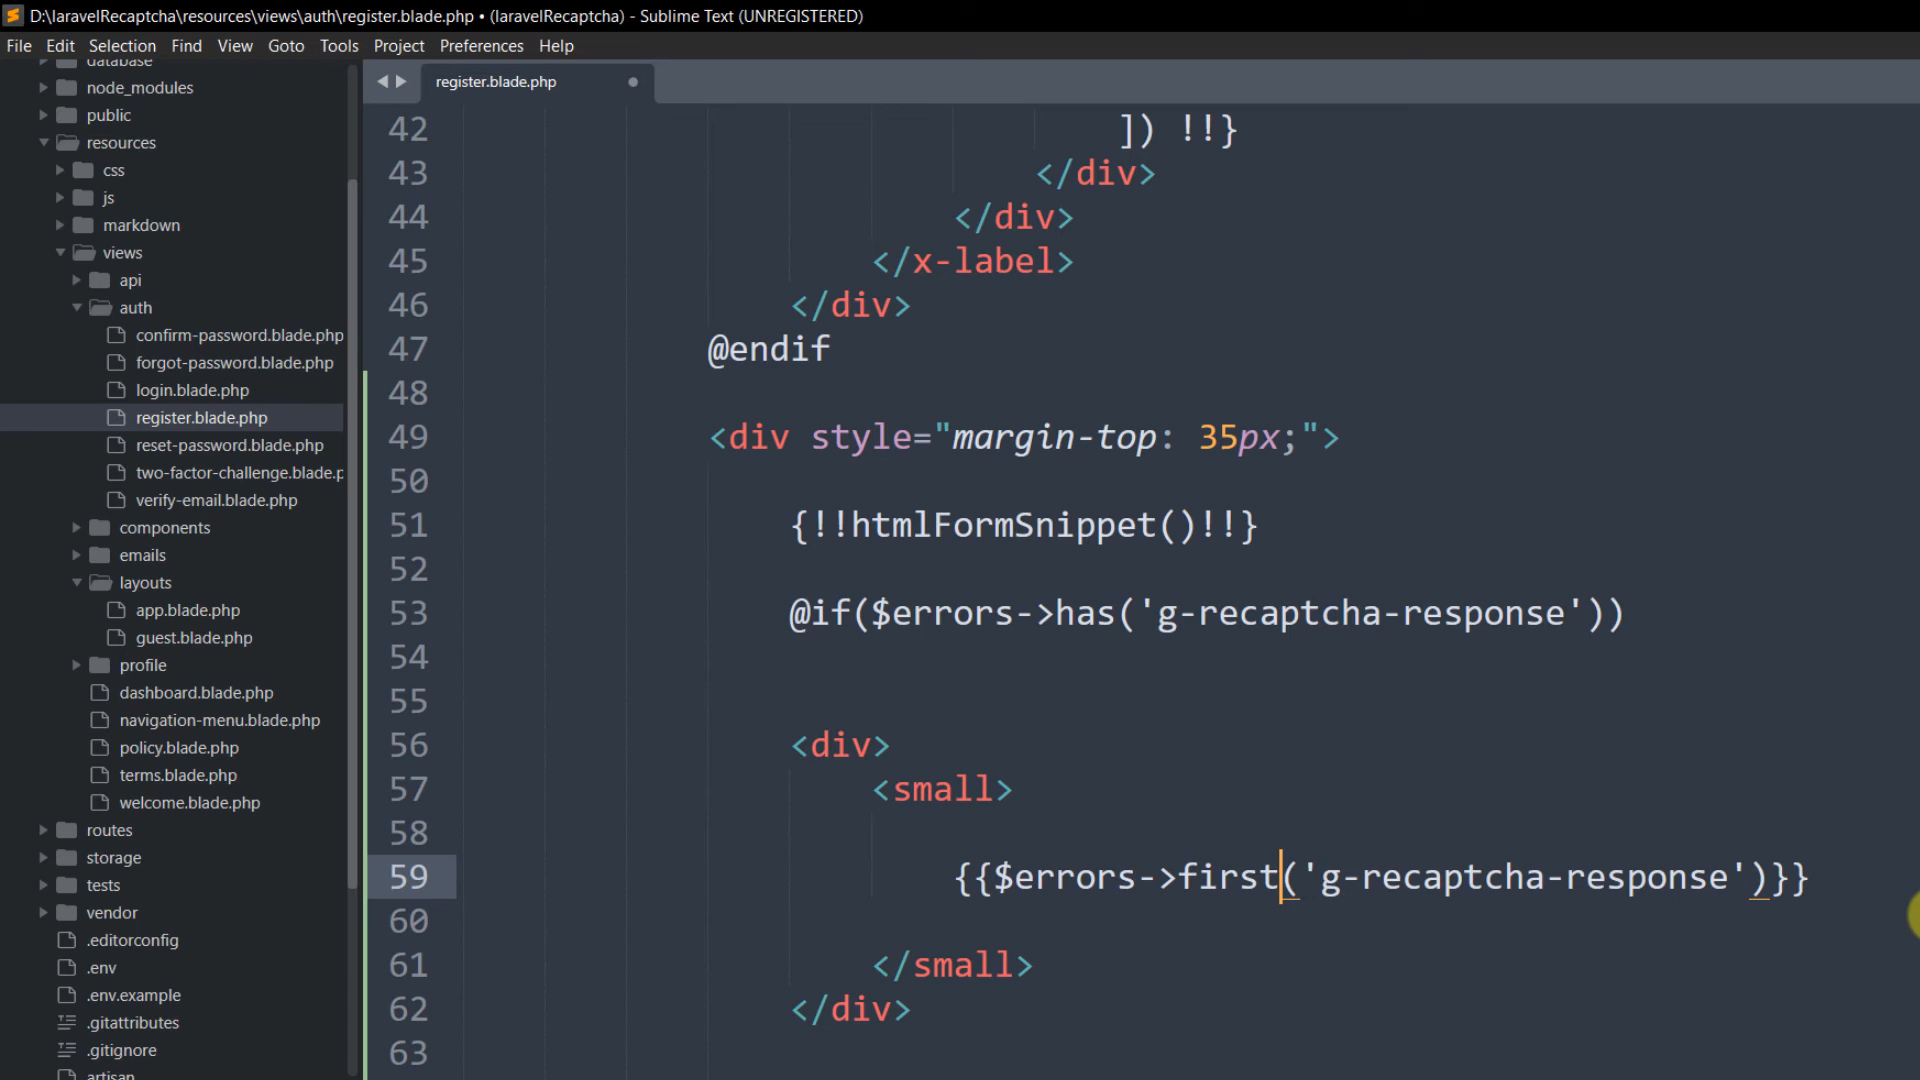 D:\laravelRecaptcha\resources\views\auth\register.blade.php • (laravelRecaptcha) - Sublime Text (UNREGISTERED)
File Edit Selection Find View Goto Tools Project Preferences Help
database
node_modules
public
resources
css
js
markdown
views
api
auth
confirm-password.blade.php
forgot-password.blade.php
login.blade.php
register.blade.php
reset-password.blade.php
two-factor-challenge.blade.p
verify-email.blade.php
components
emails
layouts
app.blade.php
guest.blade.php
profile
dashboard.blade.php
navigation-menu.blade.php
policy.blade.php
terms.blade.php
welcome.blade.php
routes
storage
tests
vendor
.editorconfig
.env
.env.example
.gitattributes
.gitignore
artisan
register.blade.php
42 ]) !!}
43 </div>
44 </div>
45 </x-label>
46 </div>
47 @endif
48
49 <div style="margin-top: 35px;">
50
51 {!!htmlFormSnippet()!!}
52
53 @if($errors->has('g-recaptcha-response'))
54
55
56 <div>
57 <small>
58
59 {{$errors->first('g-recaptcha-response')}}
60
61 </small>
62 </div>
63